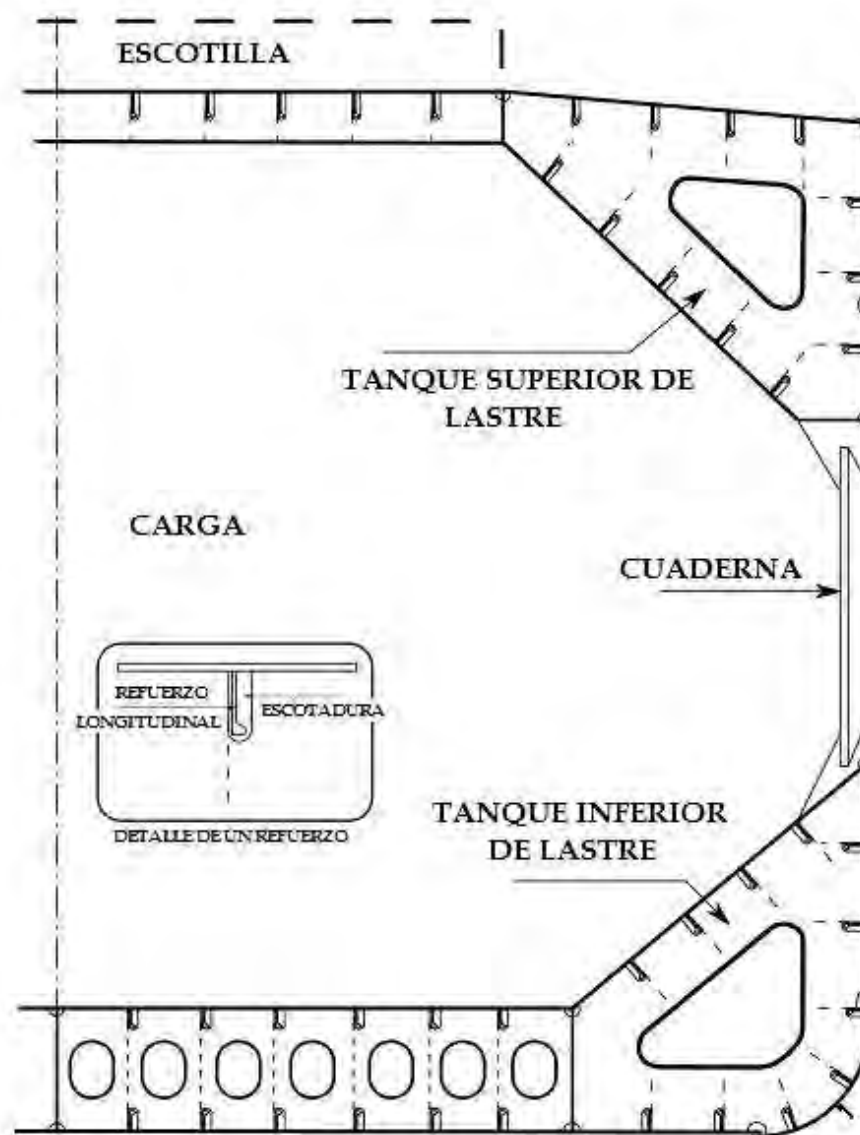 ESCOTILLA
TANQUE SUPERIOR DE
LASTRE
CARGA
CUADERNA
REFUERZO
LONGITUDINAL
ESCOTADURA
DETALLE DE UN REFUERZO
TANQUE INFERIOR
DE LASTRE